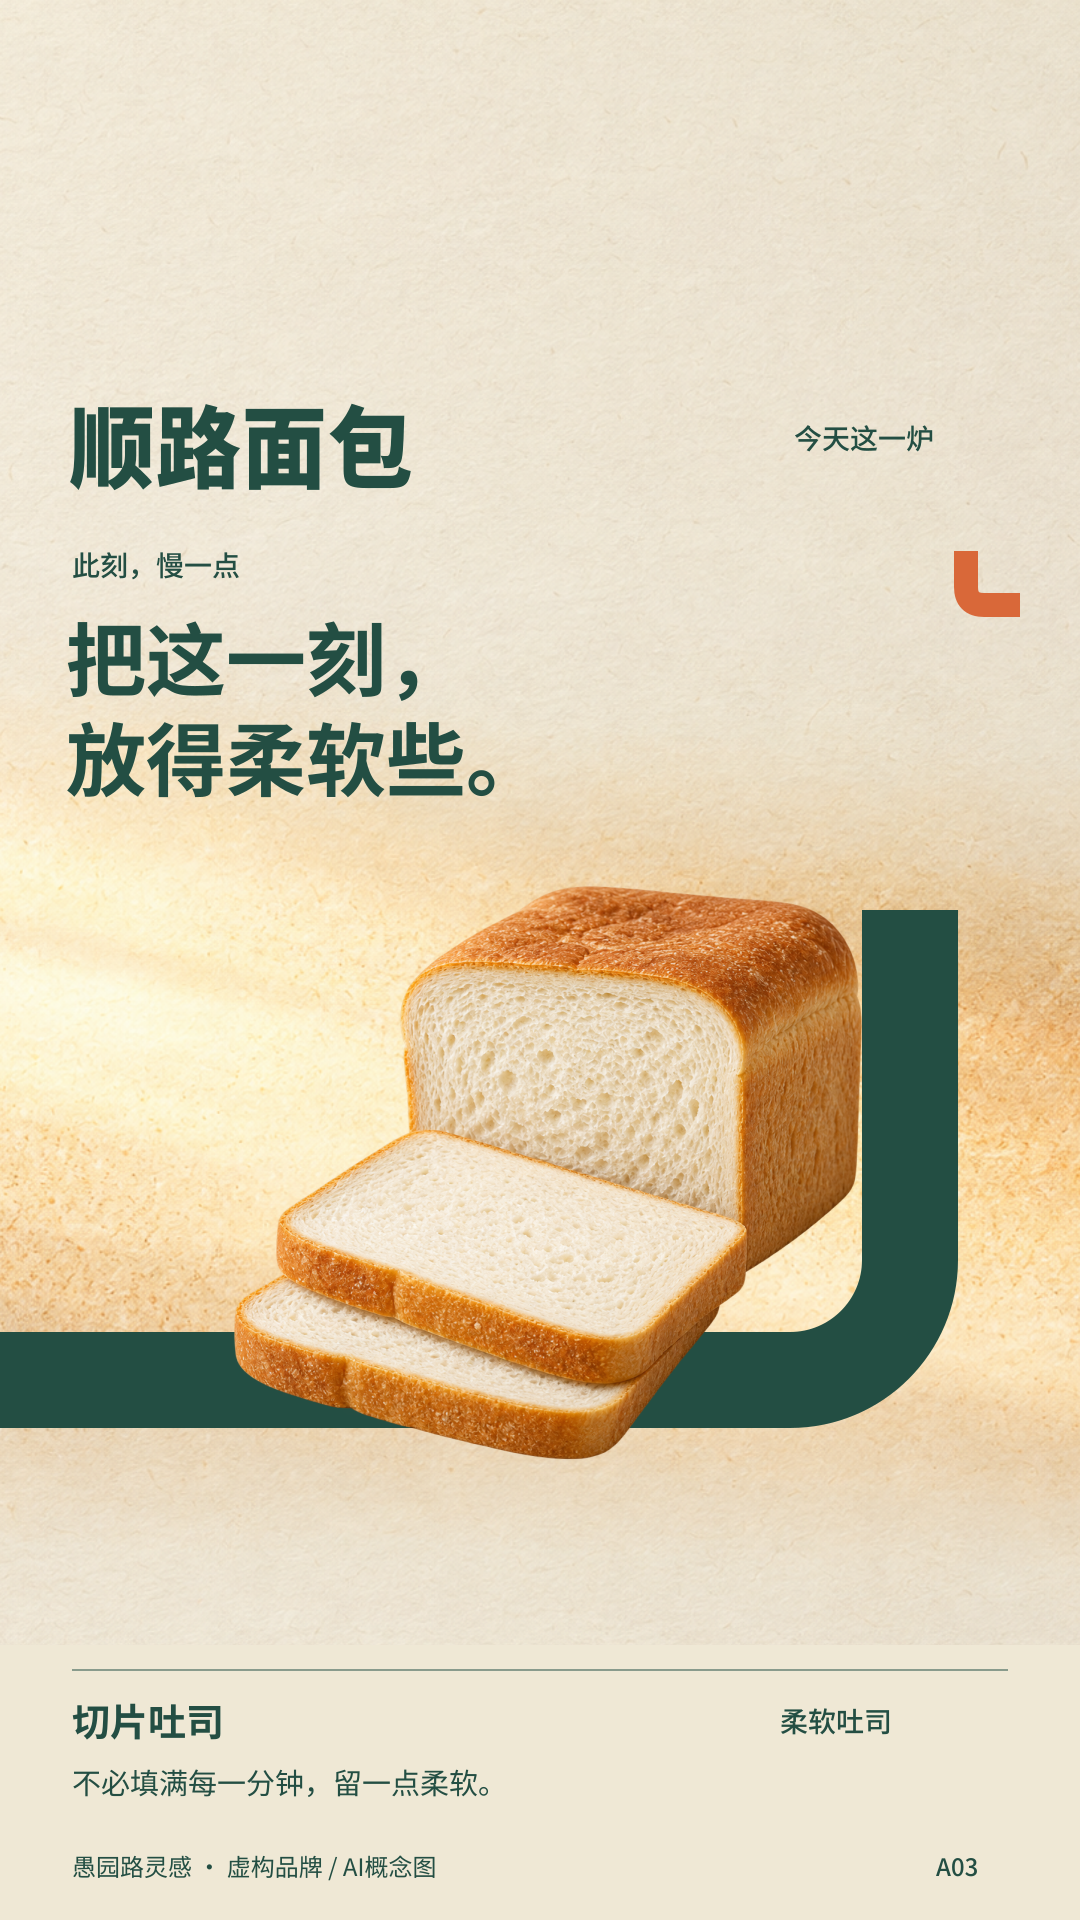 顺路面包
今天这一炉
此刻，慢一点
把这一刻，
放得柔软些。
切片吐司
柔软吐司
不必填满每一分钟，留一点柔软。
愚园路灵感 · 虚构品牌 / AI概念图
A03